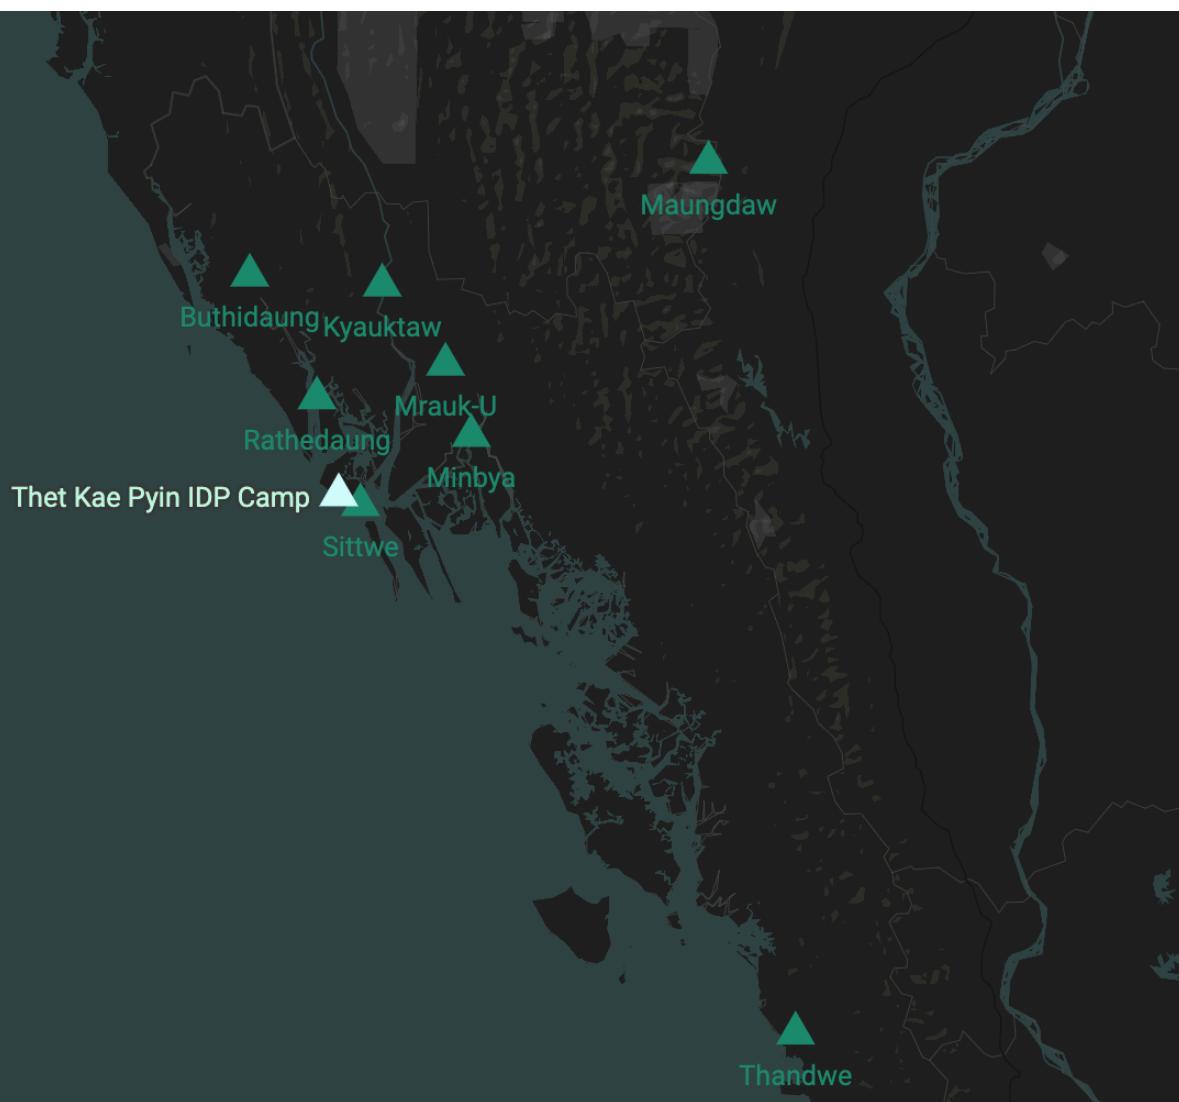 Maungdaw
Buthidaung
Kyauktaw
Mrauk-U
Rathedaung
Minbya
Thet Kae Pyin IDP Camp
Sittwe
Thandwe